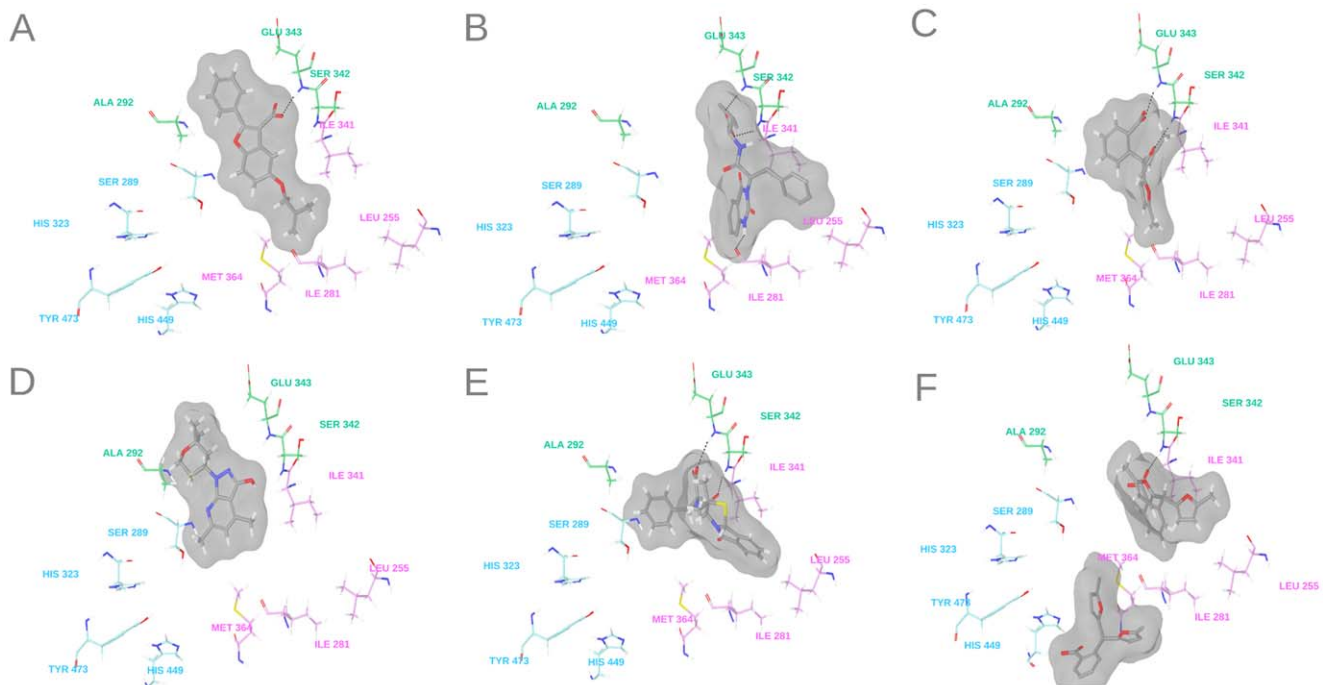 A
GLU 343
SER 342
ALA 292
ILE 341
SER 289
HIS 323
LEU 255
MET 364
ILE 281
TYR 473
HIS 449
B
GLU 343
SER 342
ALA 292
ILE 341
SER 289
HIS 323
LEU 255
MET 364
ILE 281
TYR 473
HIS 449
C
GLU 343
SER 342
ALA 292
ILE 341
SER 289
HIS 323
LEU 255
MET 364
ILE 281
TYR 473
HIS 449
D
GLU 343
SER 342
ALA 292
ILE 341
SER 289
HIS 323
LEU 255
MET 364
ILE 281
TYR 473
HIS 449
E
GLU 343
SER 342
ALA 292
ILE 341
SER 289
HIS 323
LEU 255
MET 364
ILE 281
TYR 473
HIS 449
F
GLU 343
SER 342
ALA 292
ILE 341
SER 289
HIS 323
MET 364
LEU 255
TYR 473
ILE 281
HIS 449